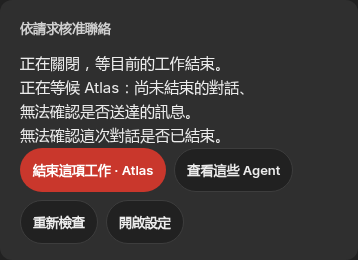 依請求核准聯絡
正在關閉，等目前的工作結束。
正在等候 Atlas：尚未結束的對話、
無法確認是否送達的訊息。
無法確認這次對話是否已結束。
結束這項工作 · Atlas
查看這些 Agent
重新檢查
開啟設定